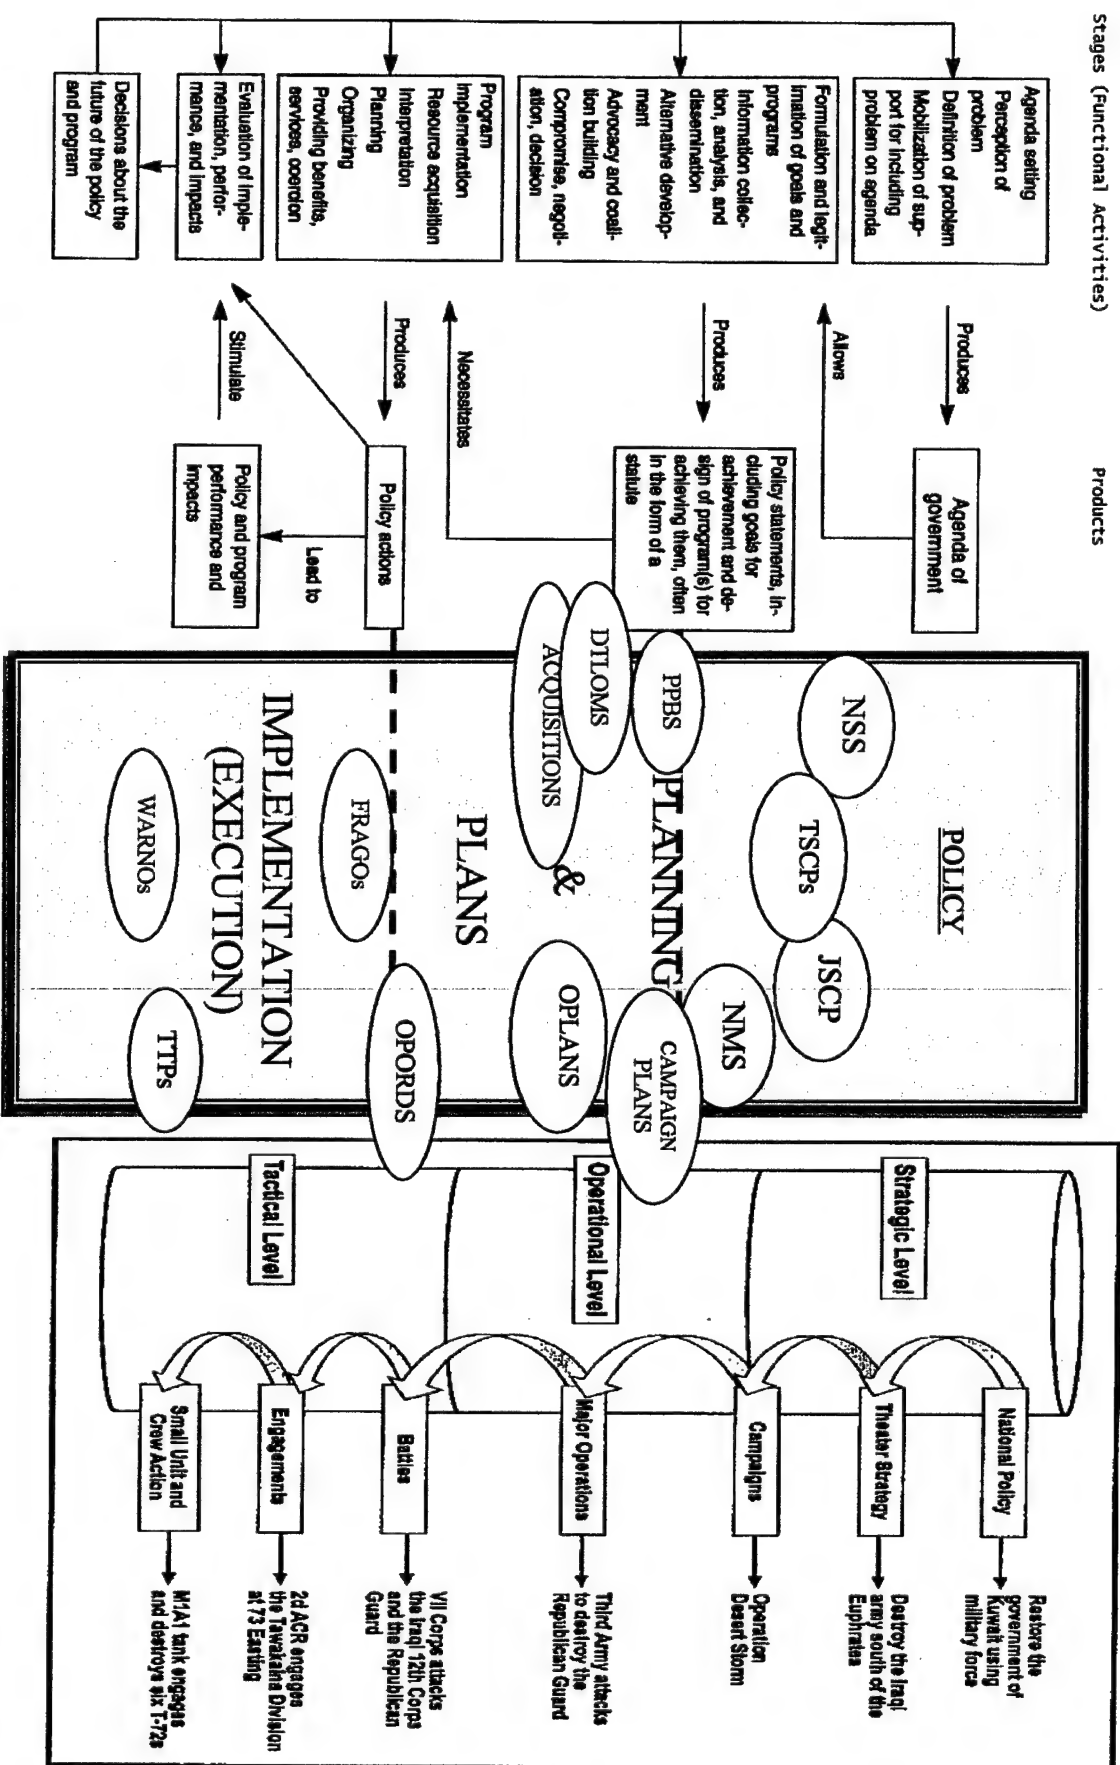 Stages (Functional Activities)
Products
Agenda setting
Perception of
problem
Definition of problem
Mobilization of sup-
port for including
problem on agenda
Produces
Agenda of
government
Allows
Formulation and legit-
imation of goals and
programs
Information collec-
tion, analysis, and
dissemination
Alternative develop-
ment
Advocacy and coali-
tion building
Compromise, negoti-
ation, decision
Produces
Policy statements, in-
cluding goals for
achievement and de-
sign of program(s) for
achieving them, often
in the form of a
statute
Necessitates
Program
implementation
Resource acquisition
Interpretation
Planning
Organizing
Providing benefits,
services, coercion
Produces
Policy actions
Lead to
Evaluation of imple-
mentation, perfor-
mance, and impacts
Stimulate
Policy and program
performance and
impacts
Decisions about the
future of the policy
and program
POLICY
NSS
TSCPs
JSCP
NMS
PPBS
PLANNING
CAMPAIGN
PLANS
DTLOMS
ACQUISITIONS
&
OPLANS
PLANS
FRAGOs
OPORDS
IMPLEMENTATION
(EXECUTION)
WARNOs
TTPs
Strategic Level
Operational Level
Tactical Level
National Policy
Restore the
government of
Kuwait using
military force
Theater Strategy
Destroy the Iraqi
army south of the
Euphrates
Campaigns
Operation
Desert Storm
Major Operations
Third Army attacks
to destroy the
Republican Guard
Battles
VII Corps attacks
the Iraqi 12th Corps
and the Republican
Guard
Engagements
2d ACR engages
the Tawakalna Division
at 73 Easting
Small Unit and
Crew Action
M1A1 tank engages
and destroys six T-72s